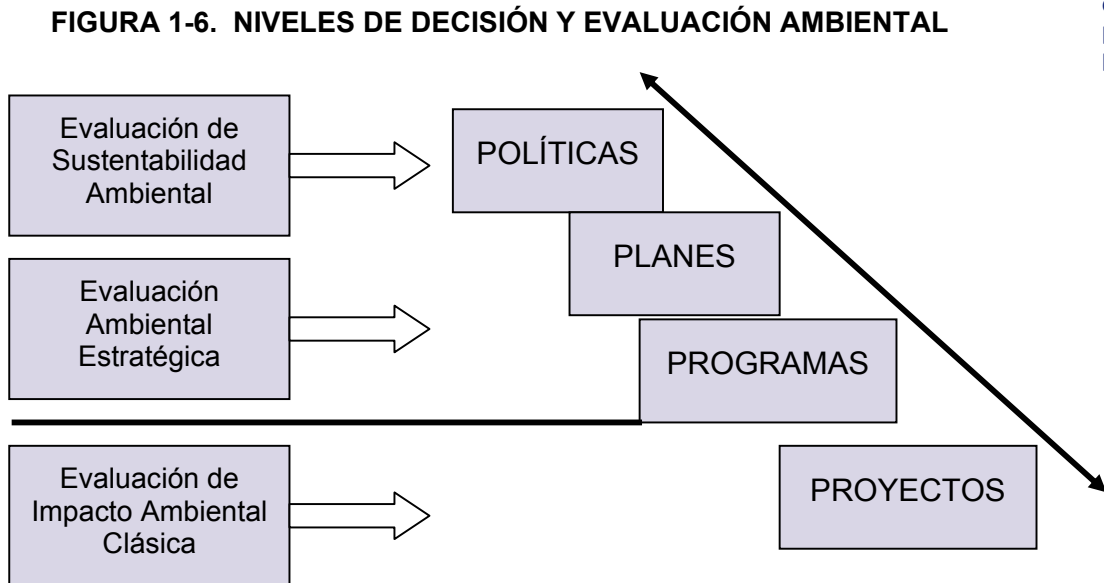 FIGURA 1-6. NIVELES DE DECISIÓN Y EVALUACIÓN AMBIENTAL
Evaluación de
Sustentabilidad
Ambiental
POLÍTICAS
PLANES
Evaluación
Ambiental
Estratégica
PROGRAMAS
Evaluación de
Impacto Ambiental
Clásica
PROYECTOS